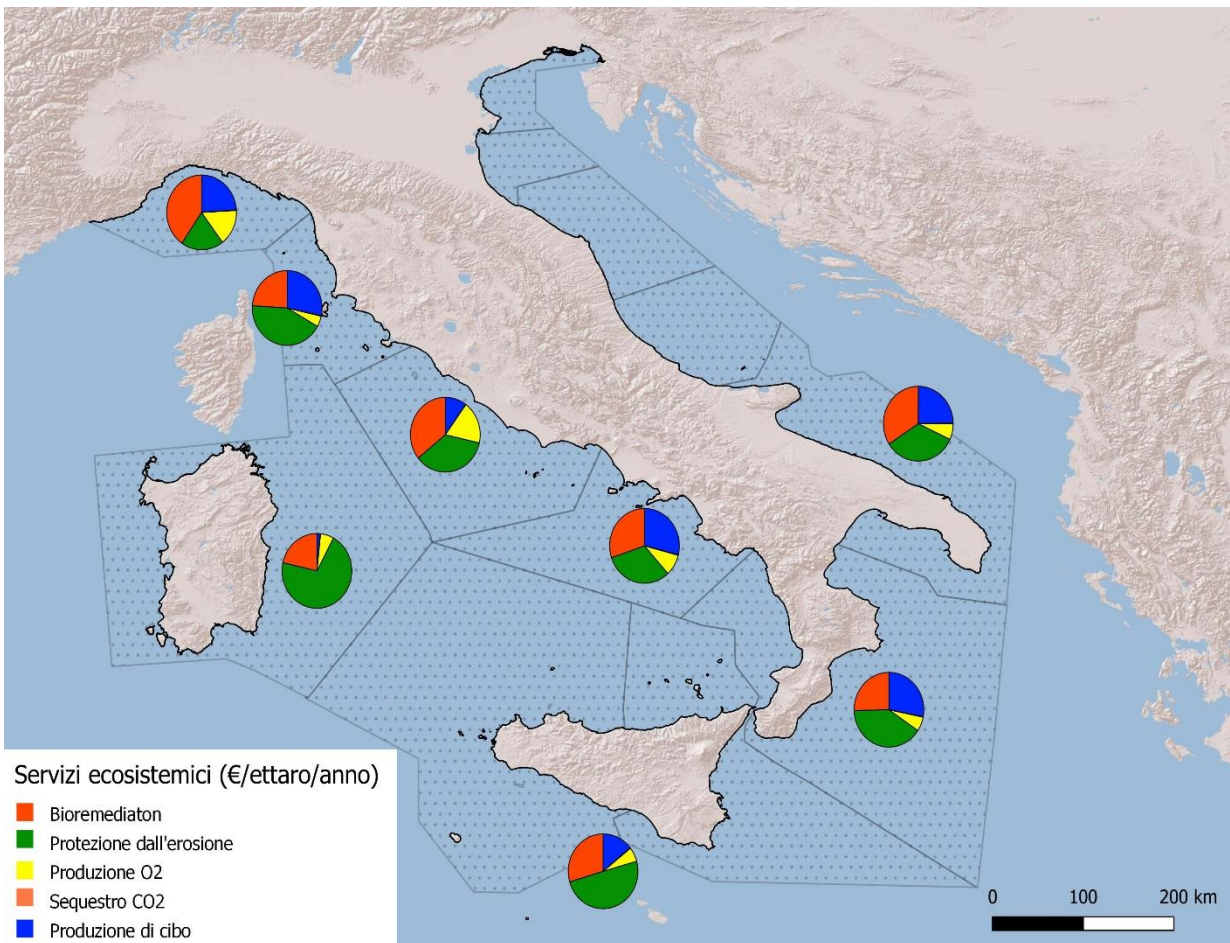 Servizi ecosistemici (€/ettaro/anno)
Bioremediaton
Protezione dall'erosione
Produzione O2
Sequestro CO2
Produzione di cibo
0 100 200 km